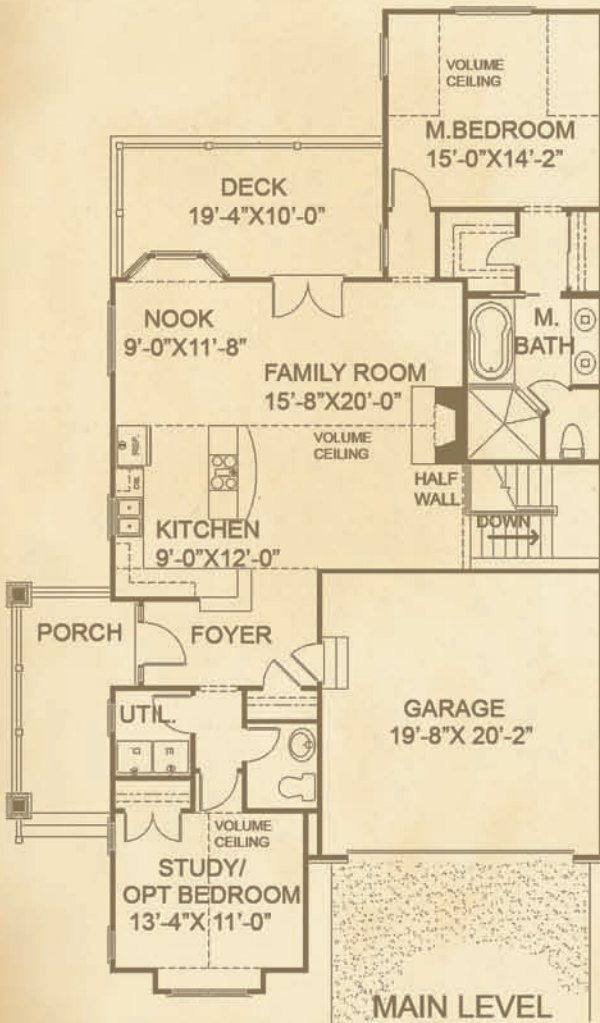 VOLUME
CEILING
M.BEDROOM
15'-0"X14'-2"
DECK
19'-4"X10'-0"
NOOK
9'-0"X11'-8"
M.
BATH
FAMILY ROOM
15'-8"X20'-0"
VOLUME
CEILING
REF.
HALF
WALL
KITCHEN
9'-0"X12'-0"
DOWN
PORCH
FOYER
UTIL.
GARAGE
19'-8"X 20'-2"
VOLUME
CEILING
STUDY/
OPT BEDROOM
13'-4"X 11'-0"
MAIN LEVEL